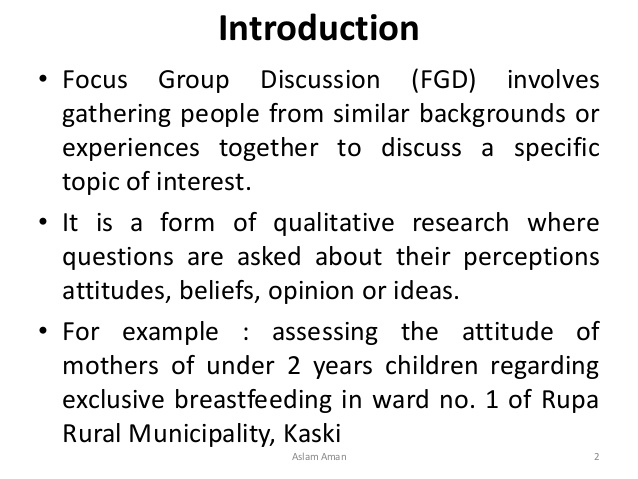 Introduction
• Focus Group Discussion (FGD) involves
gathering people from similar backgrounds or
experiences together to discuss a specific
topic of interest.
• It is a form of qualitative research where
questions are asked about their perceptions
attitudes, beliefs, opinion or ideas.
• For example : assessing the attitude of
mothers of under 2 years children regarding
exclusive breastfeeding in ward no. 1 of Rupa
Rural Municipality, Kaski
Aslam Aman 2